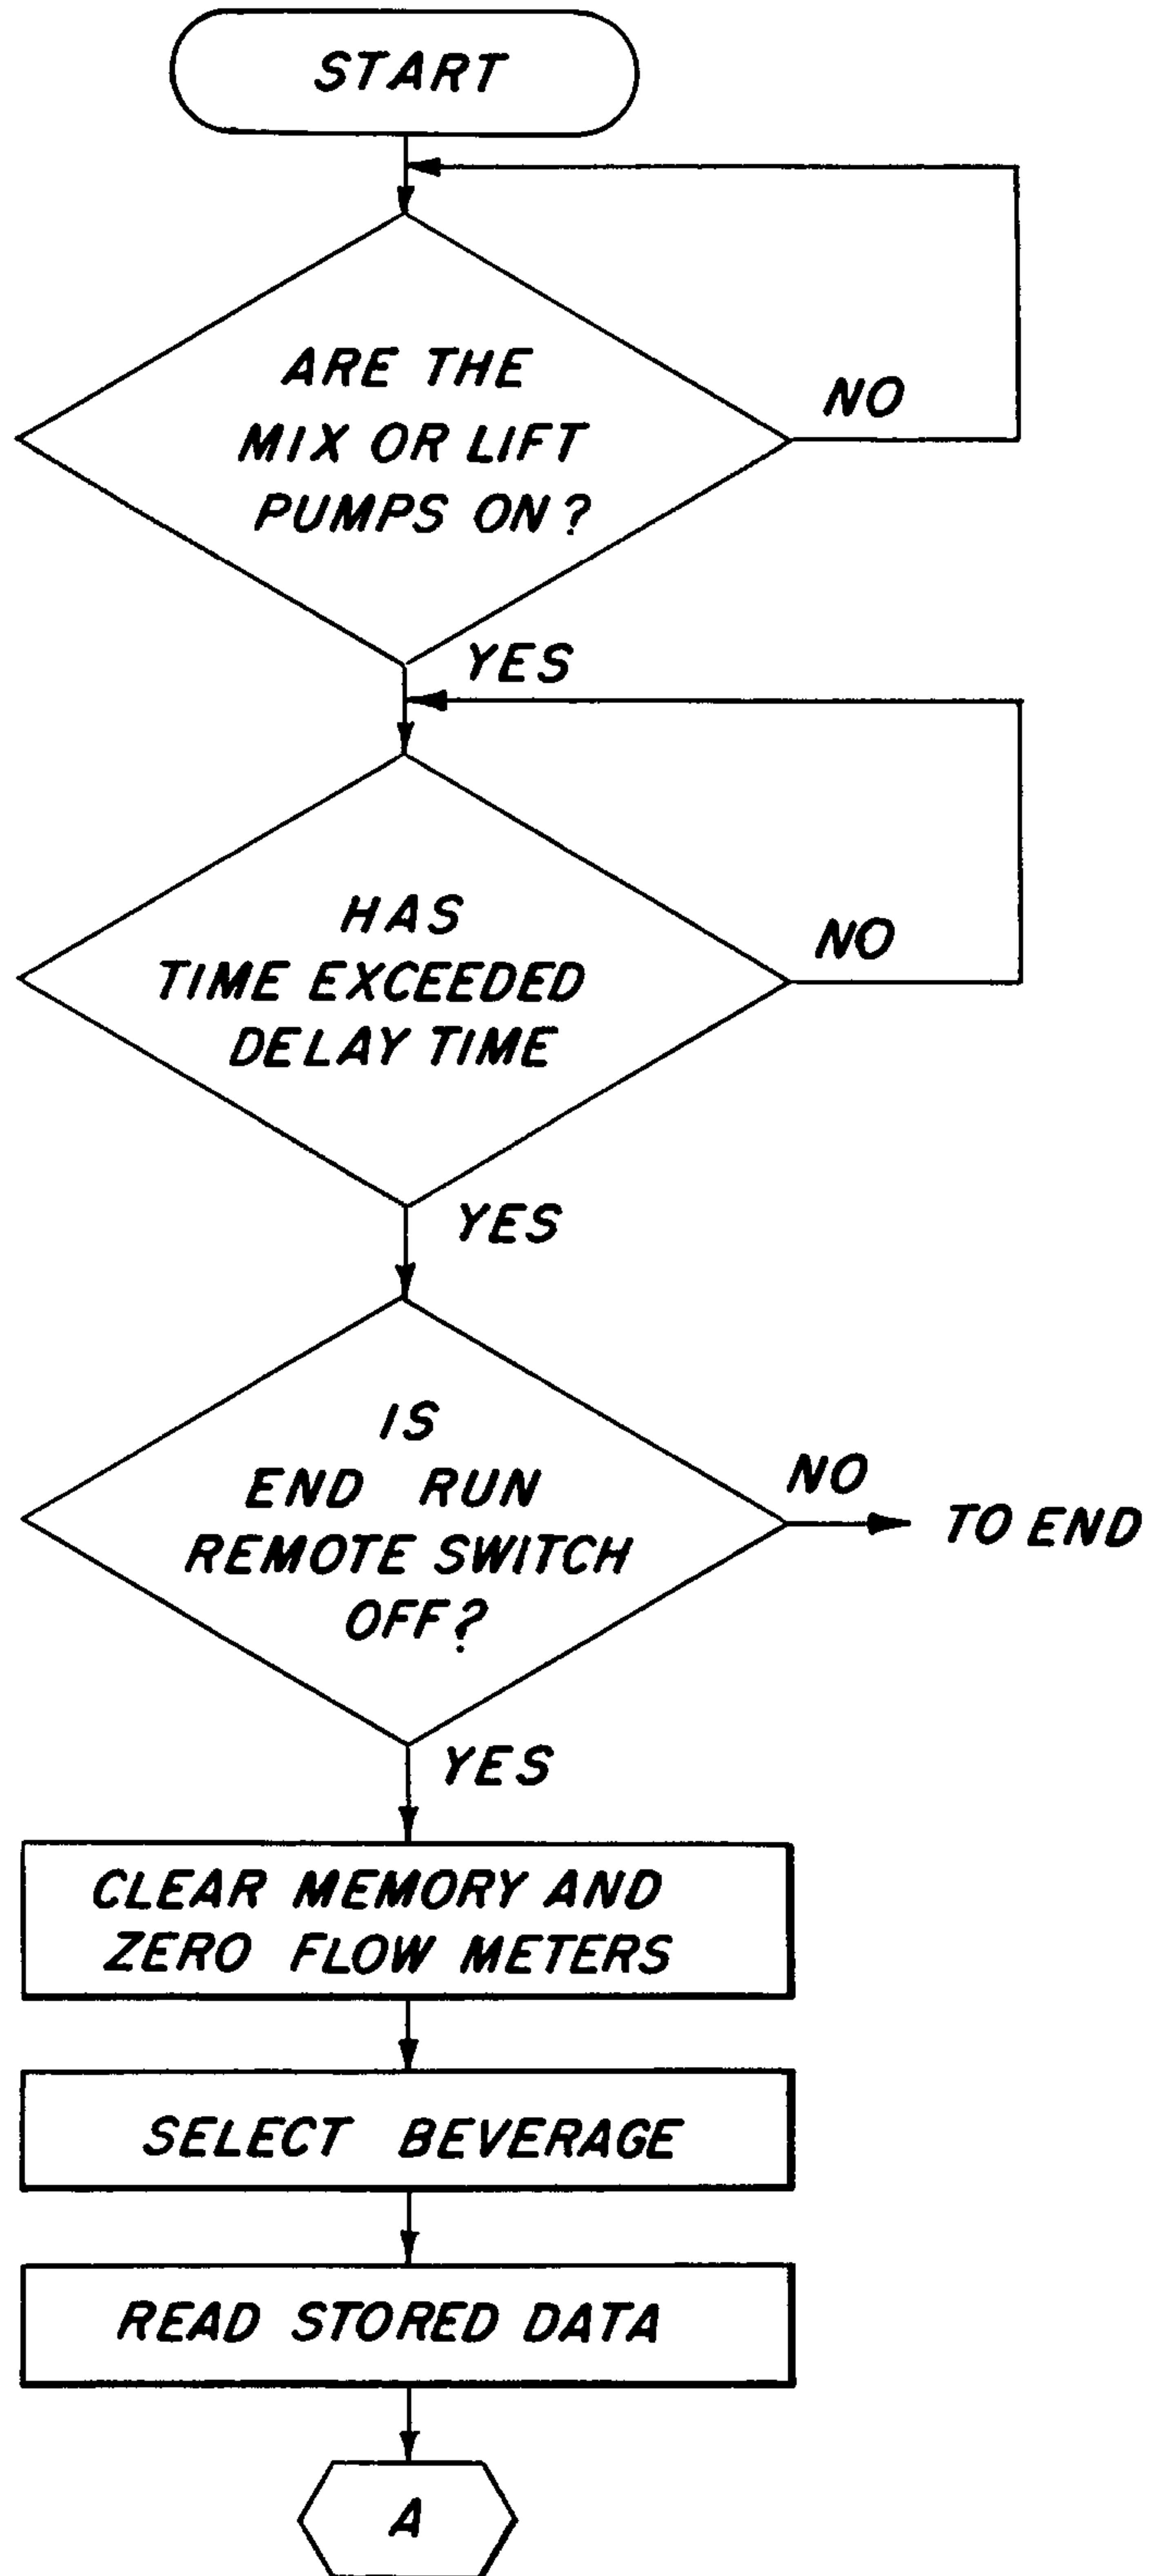 START
ARE THE
MIX OR LIFT
PUMPS ON?
NO
YES
HAS
TIME EXCEEDED
DELAY TIME
NO
YES
IS
END RUN
REMOTE SWITCH
OFF?
NO
TO END
YES
CLEAR MEMORY AND
ZERO FLOW METERS
SELECT BEVERAGE
READ STORED DATA
A